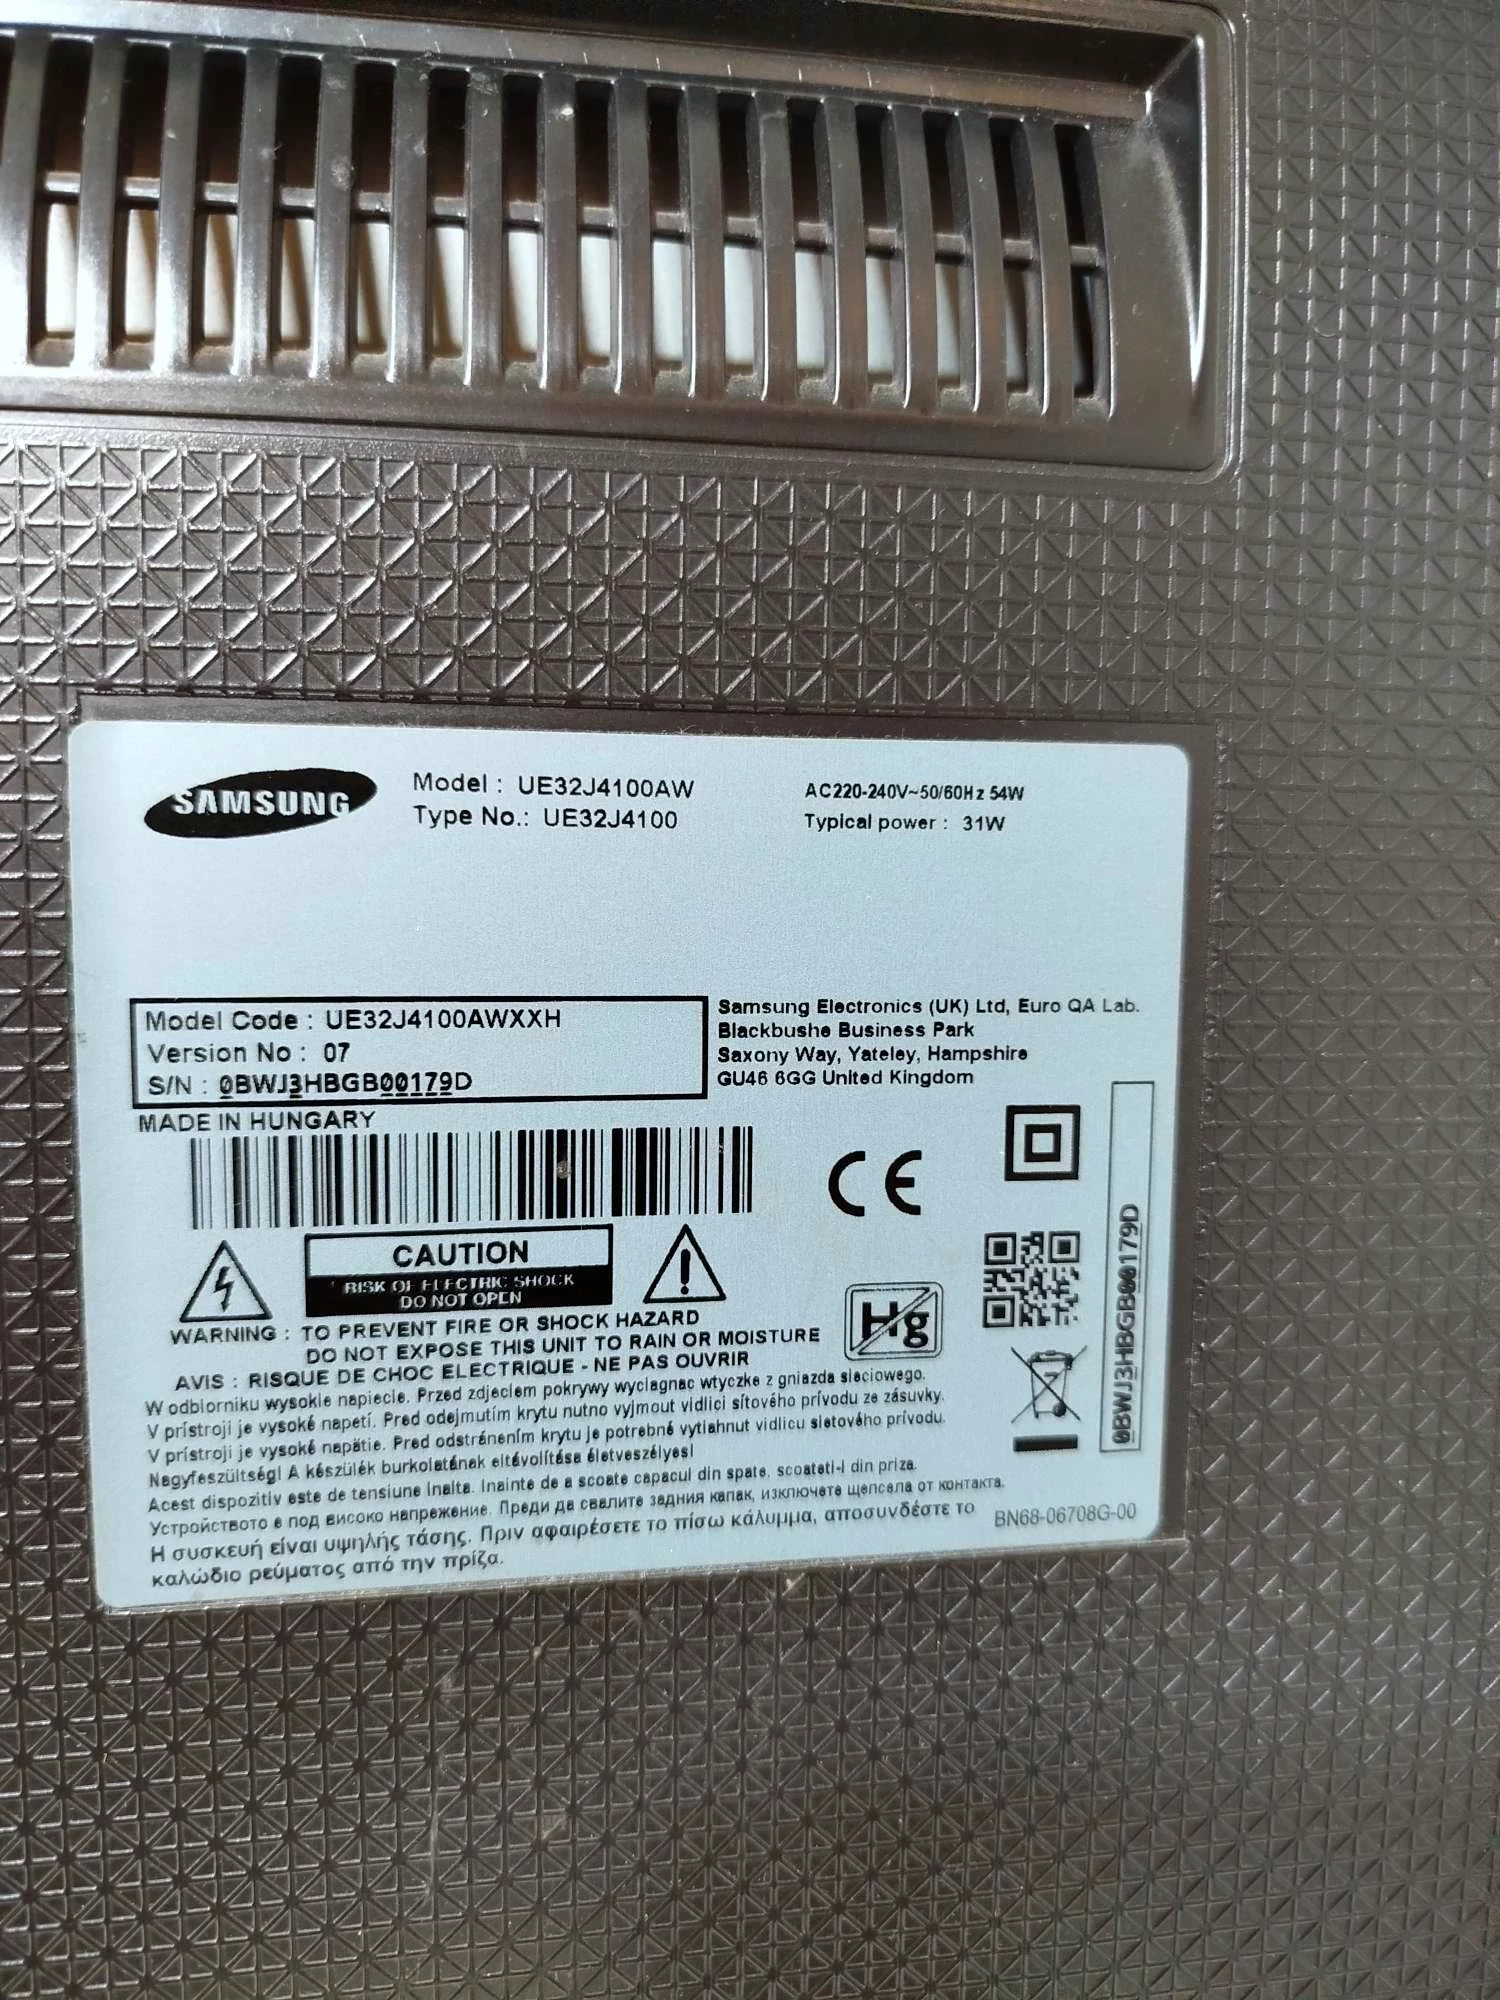 SAMSUNG
Model : UE32J4100AW
Type No.: UE32J4100
AC220-240V~50/60Hz 54W
Typical power : 31W
Model Code : UE32J4100AWXXH
Version No : 07
S/N : 0BWJ3HBGB00179D
Samsung Electronics (UK) Ltd, Euro QA Lab.
Blackbushe Business Park
Saxony Way, Yateley, Hampshire
GU46 6GG United Kingdom
MADE IN HUNGARY
CE
CAUTION
RISK OF ELECTRIC SHOCK
DO NOT OPEN
Hg
0BWJ3HBGB00179D
WARNING : TO PREVENT FIRE OR SHOCK HAZARD
DO NOT EXPOSE THIS UNIT TO RAIN OR MOISTURE
AVIS : RISQUE DE CHOC ELECTRIQUE - NE PAS OUVRIR
W odbiorniku wysokie napiecie. Przed zdjeciem pokrywy wyciagnac wtyczke z gniazda sieciowego.
V prístroji je vysoké napetí. Pred odejmutím krytu nutno vyjmout vidlici sítového prívodu ze zásuvky.
V prístroji je vysoké napätie. Pred odstránením krytu je potrebné vytiahnut vidlicu sietového prívodu.
Nagyfeszültség! A készülék burkolatának eltávolítása életveszélyes!
Acest dispozitiv este de tensiune inalta. Inainte de a scoate capacul din spate, scoateti-l din priza.
Устройството е под високо напрежение. Преди да свалите задния капак, изключете щепсела от контакта.
Η συσκευή είναι υψηλής τάσης. Πριν αφαιρέσετε το πίσω κάλυμμα, αποσυνδέστε το
καλώδιο ρεύματος από την πρίζα.
BN68-06708G-00